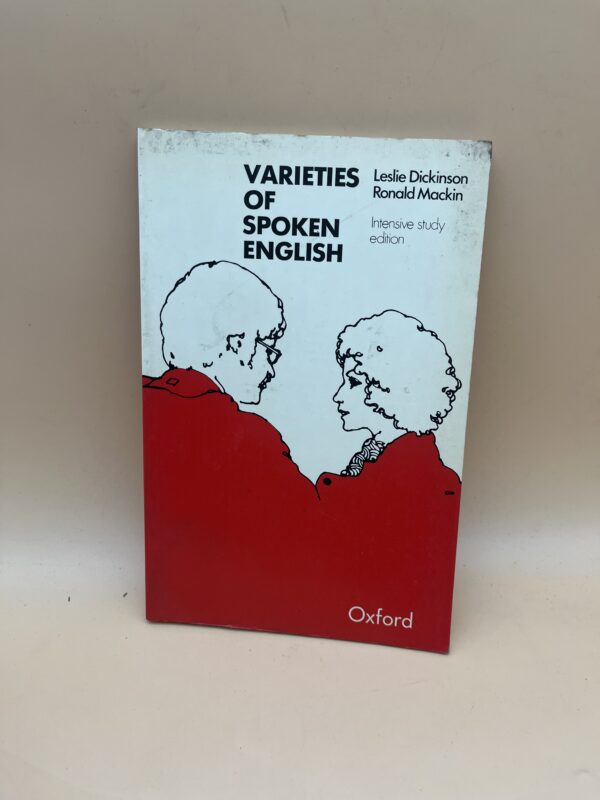 VARIETIES
OF
SPOKEN
ENGLISH
Leslie Dickinson
Ronald Mackin
Intensive study
edition
Oxford